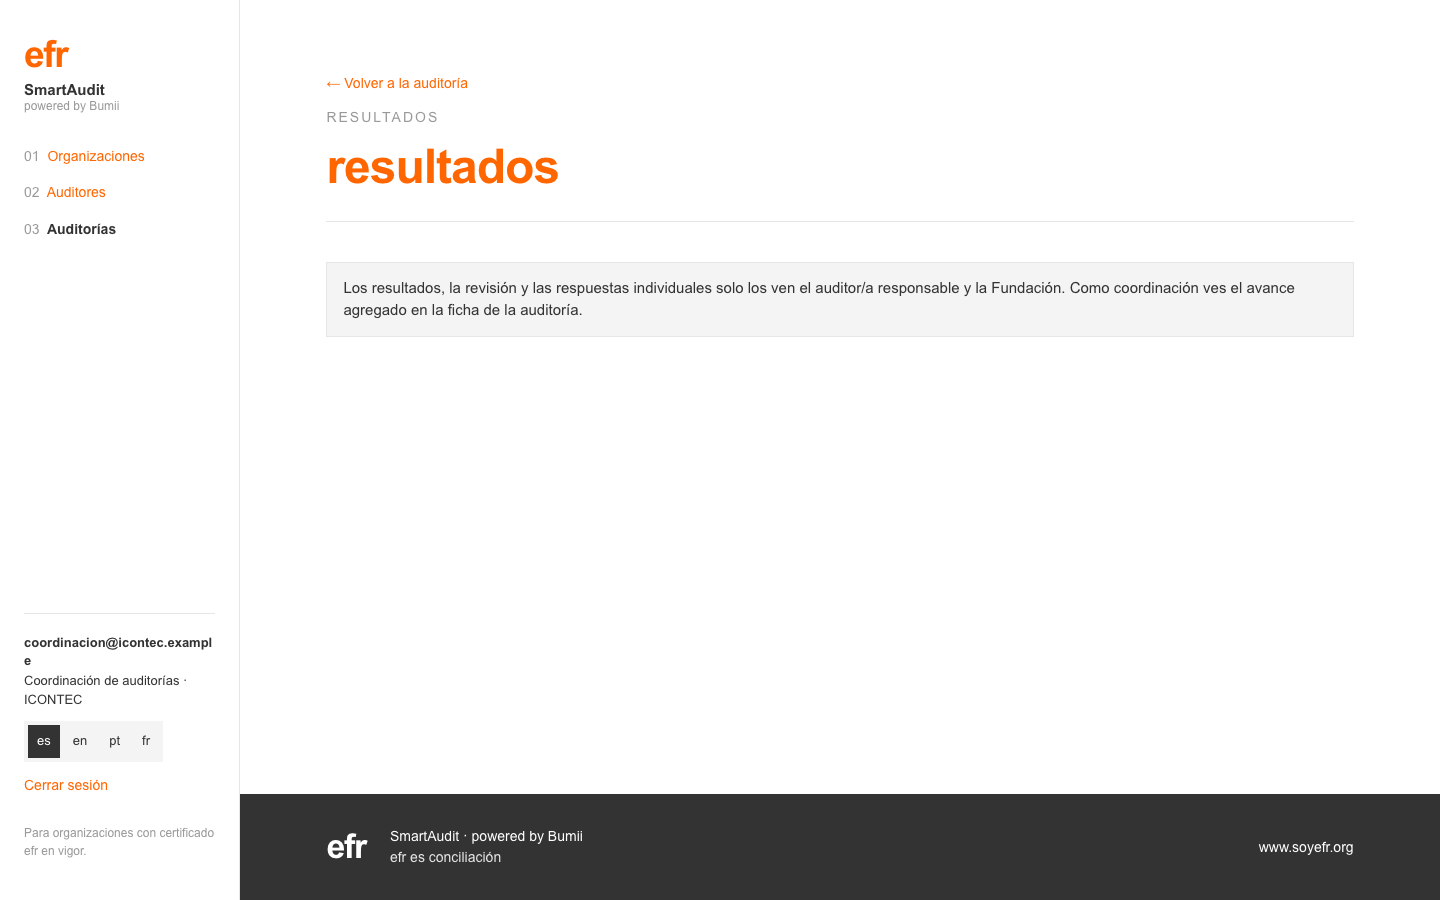 efr
SmartAudit
powered by Bumii
01 Organizaciones
02 Auditores
03 Auditorías
coordinacion@icontec.exampl
e
Coordinación de auditorías ·
ICONTEC
es en pt fr
Cerrar sesión
Para organizaciones con certificado
efr en vigor.
← Volver a la auditoría
RESULTADOS
resultados
Los resultados, la revisión y las respuestas individuales solo los ven el auditor/a responsable y la Fundación. Como coordinación ves el avance
agregado en la ficha de la auditoría.
efr
SmartAudit · powered by Bumii
efr es conciliación
www.soyefr.org